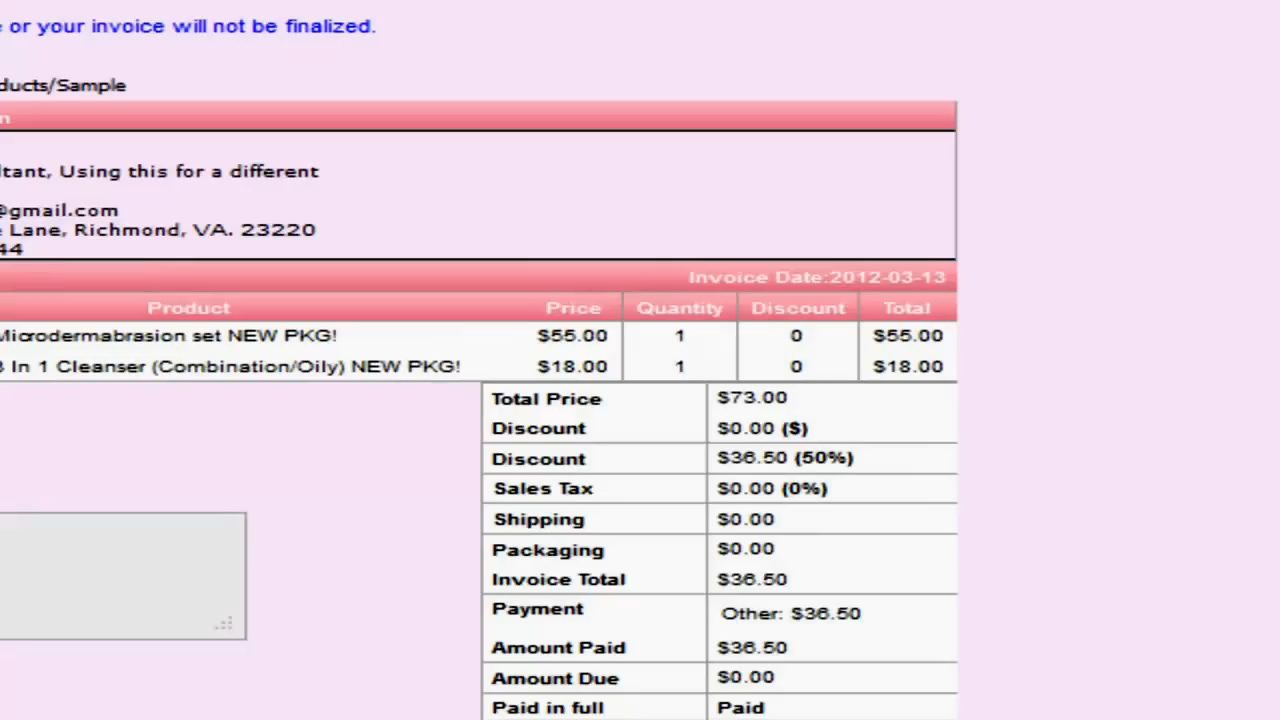 or your invoice will not be finalized.
ducts/Sample
n
ltant, Using this for a different
@gmail.com
Lane, Richmond, VA. 23220
44
Invoice Date:2012-03-13
Product Price Quantity Discount Total
Microdermabrasion set NEW PKG! $55.00 1 0 $55.00
3 In 1 Cleanser (Combination/Oily) NEW PKG! $18.00 1 0 $18.00
Total Price $73.00
Discount $0.00 ($)
Discount $36.50 (50%)
Sales Tax $0.00 (0%)
Shipping $0.00
Packaging $0.00
Invoice Total $36.50
Payment Other: $36.50
Amount Paid $36.50
Amount Due $0.00
Paid in full Paid